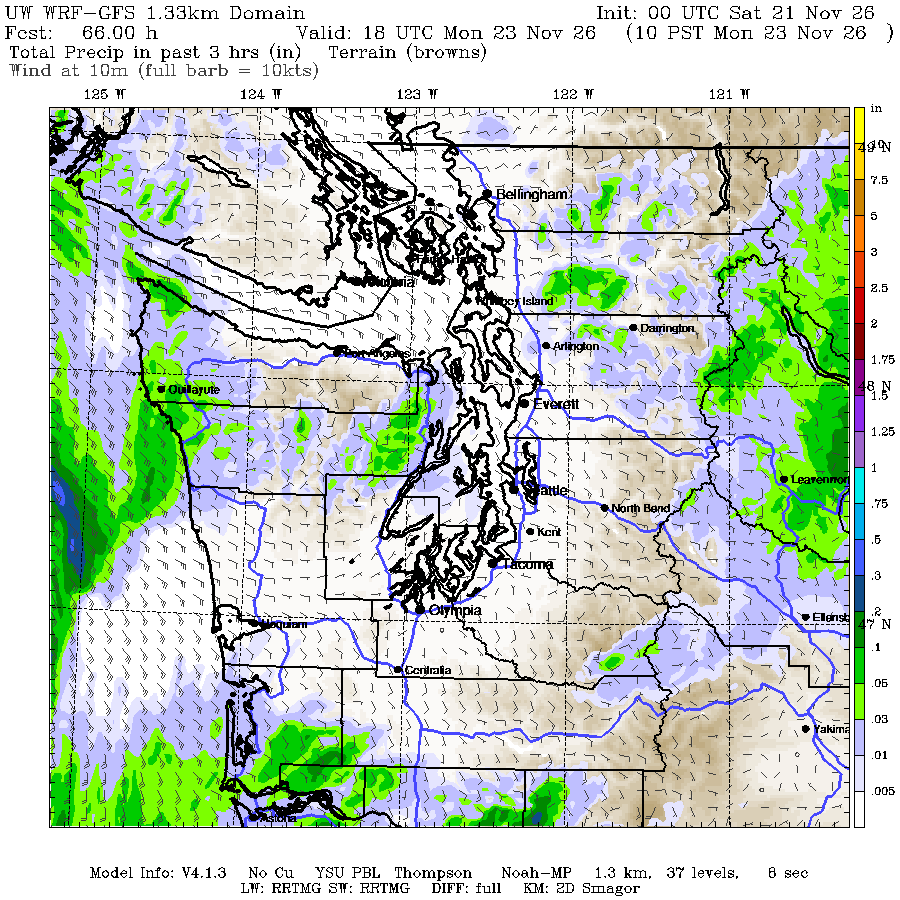 UW WRF-GFS 1.33km Domain Init: 00 UTC Sat 21 Nov 26
Fcst: 66.00 h Valid: 18 UTC Mon 23 Nov 26 (10 PST Mon 23 Nov 26 )
Total Precip in past 3 hrs (in) Terrain (browns)
Wind at 10m (full barb = 10kts)
125 W 124 W 123 W 122 W 121 W
in
49 N
7.5
Bellingham
5
3
Victoria
2.5
Whidbey Island
2
Darrington
Arlington
Port Angeles
1.75
48 N
Quillayute
1.5
Everett
1.25
1
Leavenwor
Seattle
.75
North Bend
Kent
.5
Tacoma
.3
Olympia
.2
Ellensb
47 N
Hoquiam
.1
Centralia
.05
.03
Yakima
.01
.005
Astoria
Model Info: V4.1.3 No Cu YSU PBL Thompson Noah-MP 1.3 km, 37 levels, 8 sec
LW: RRTMG SW: RRTMG DIFF: full KM: 2D Smagor